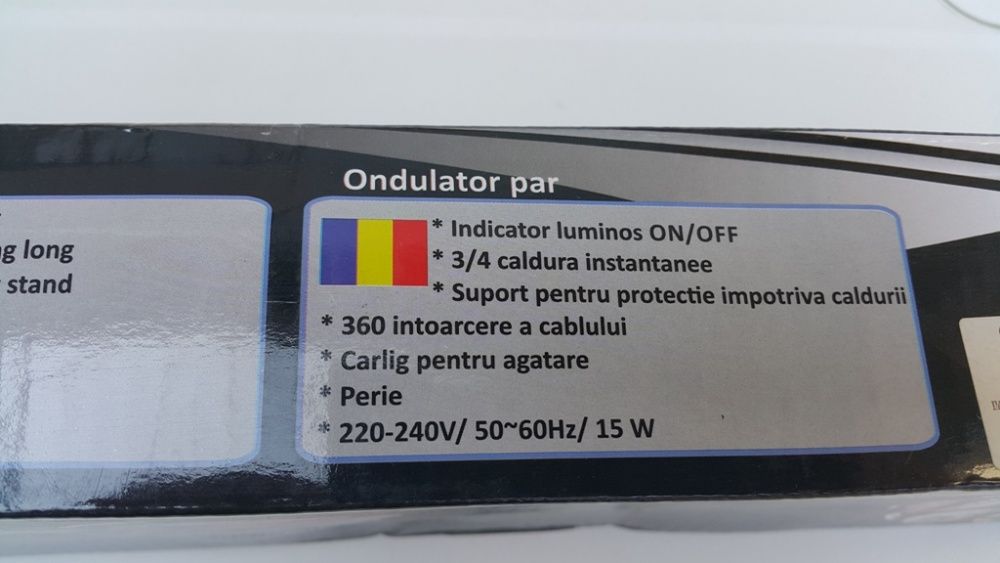 Ondulator par
long
stand
* Indicator luminos ON/OFF
* 3/4 caldura instantanee
* Suport pentru protectie impotriva caldurii
* 360 intoarcere a cablului
* Carlig pentru agatare
* Perie
* 220-240V/ 50~60Hz/ 15 W